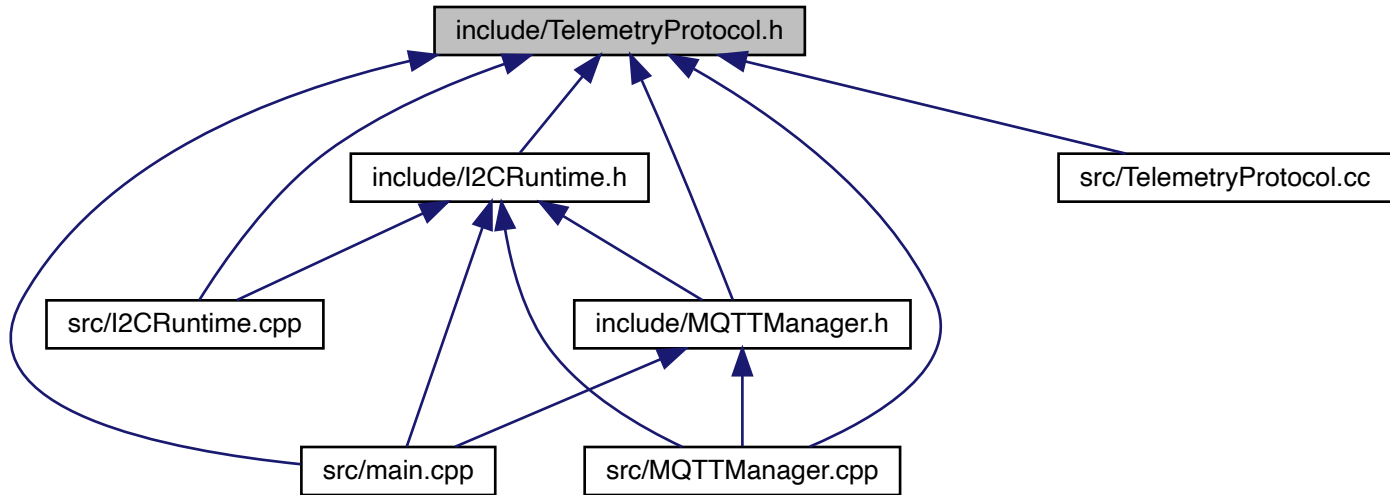 include/TelemetryProtocol.h
include/I2CRuntime.h
src/TelemetryProtocol.cc
src/I2CRuntime.cpp
include/MQTTManager.h
src/main.cpp
src/MQTTManager.cpp